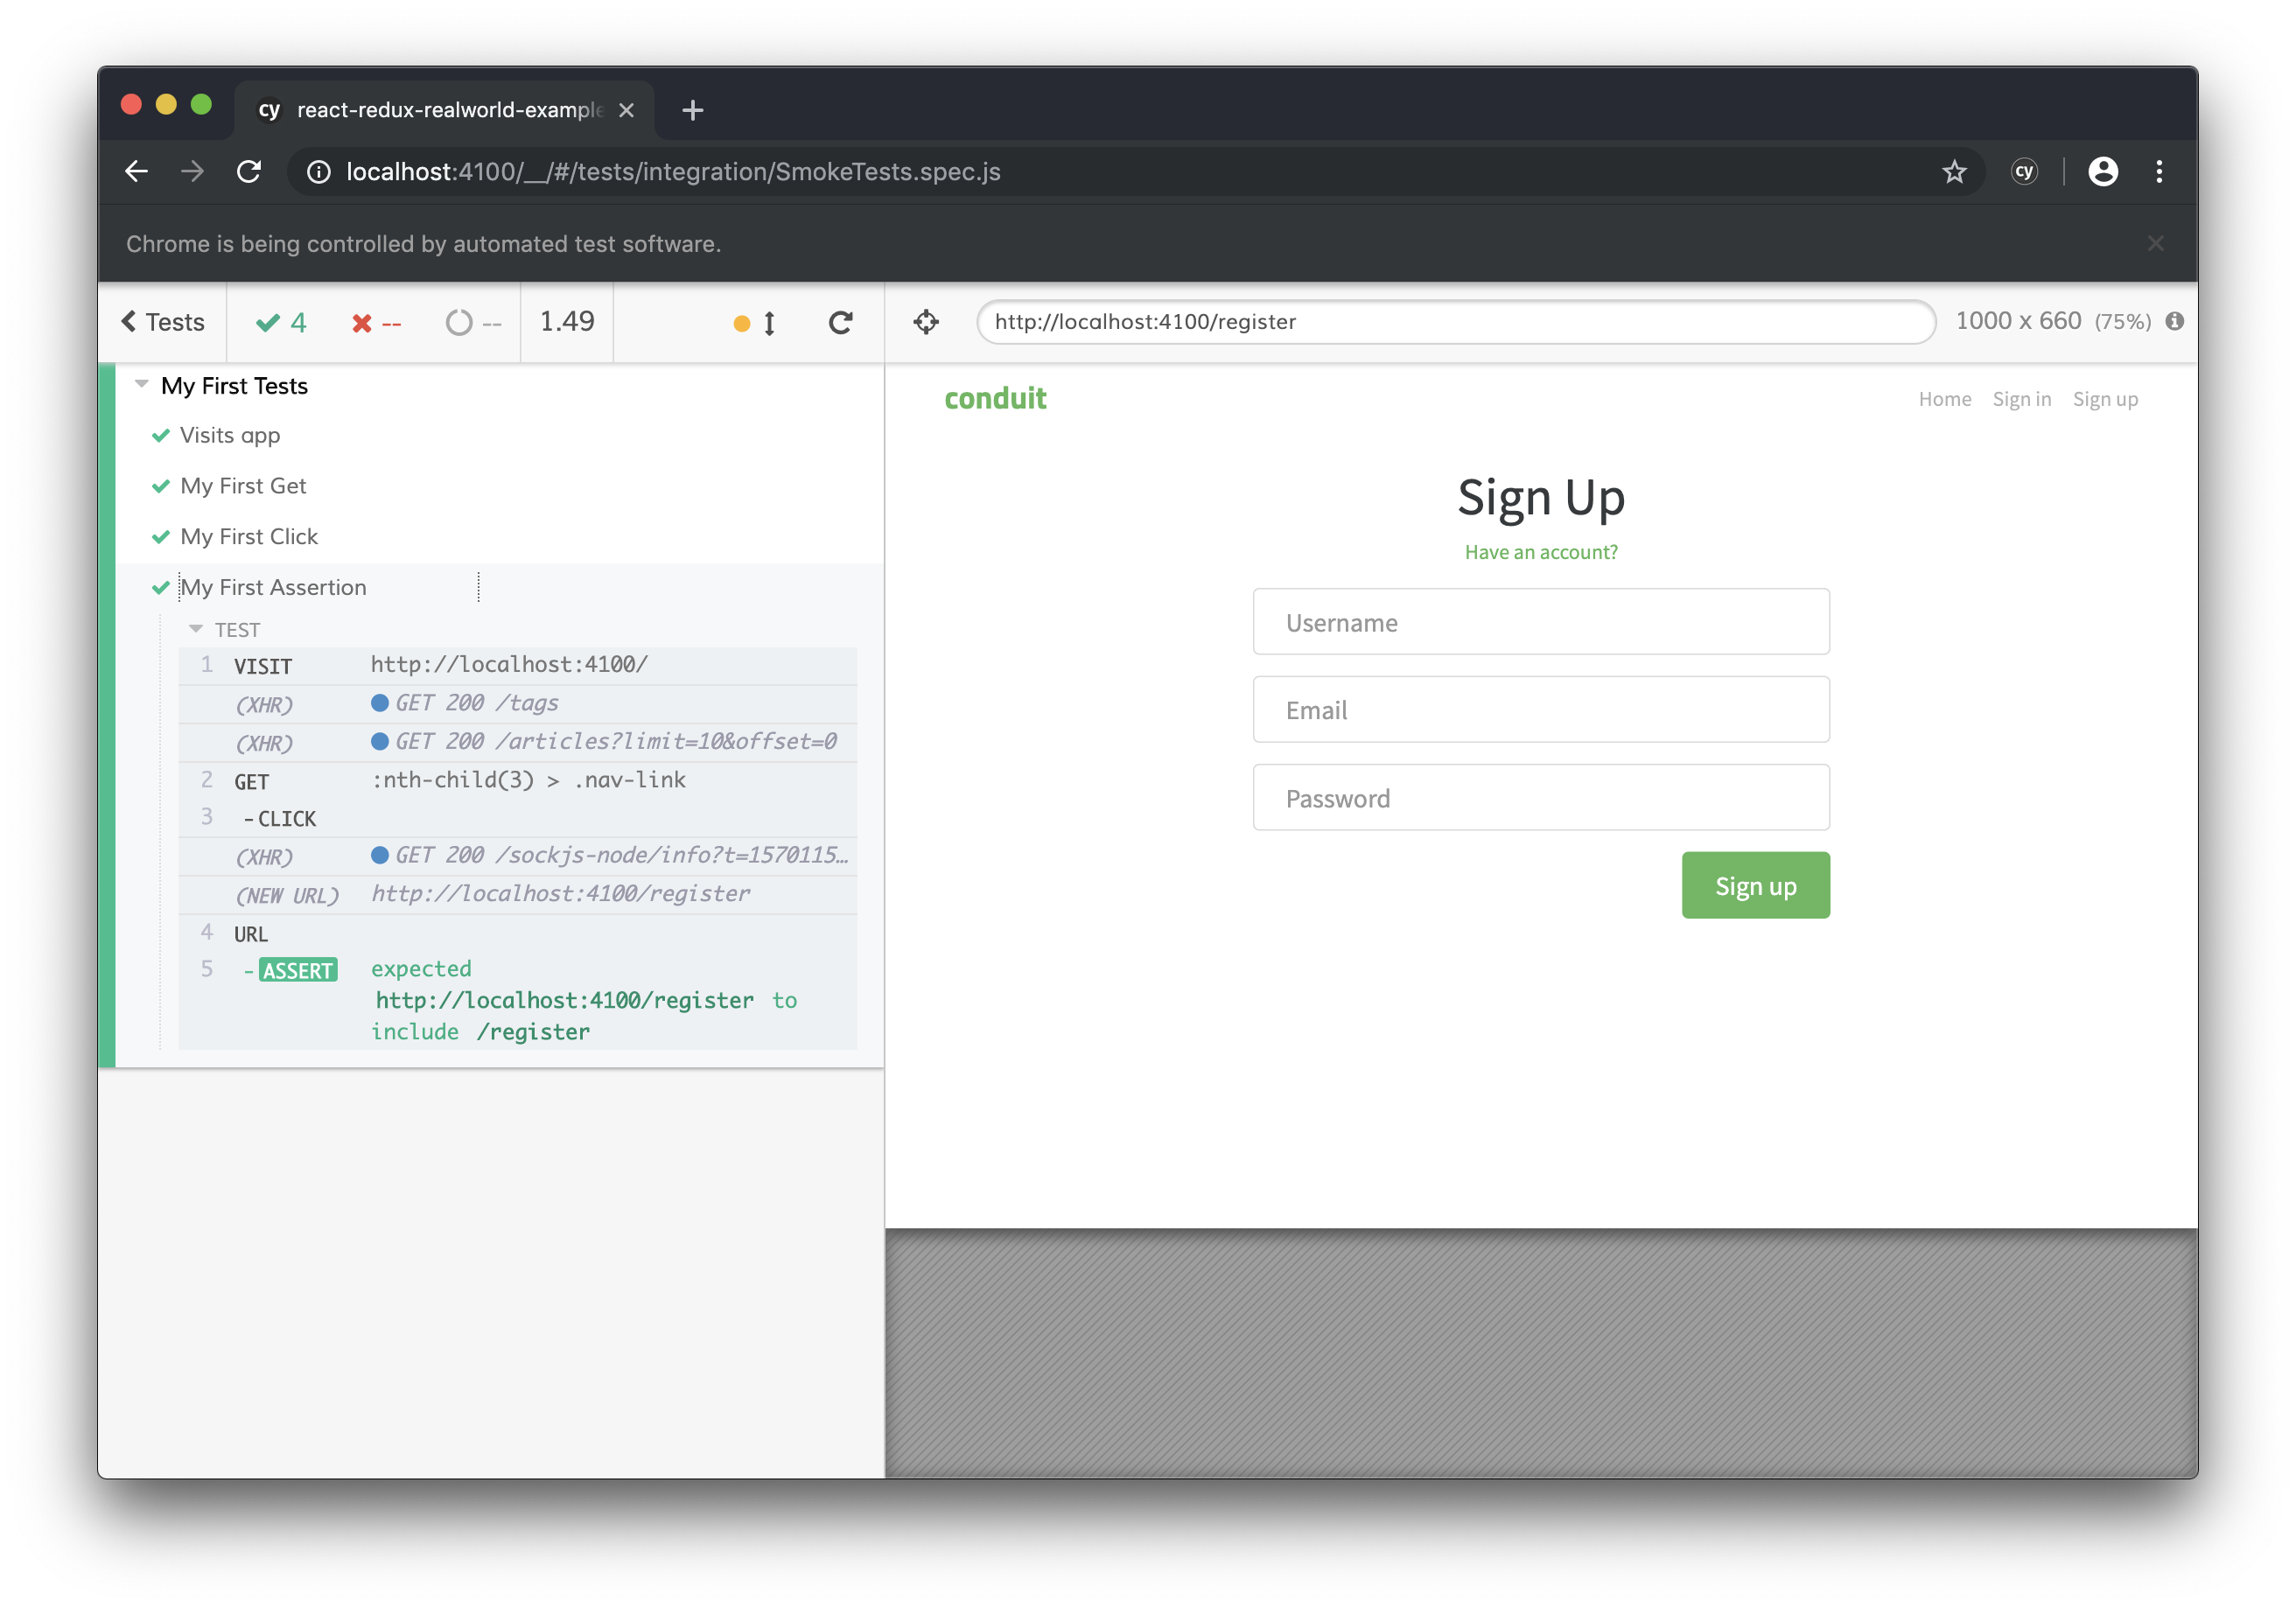 cy react-redux-realworld-example
localhost:4100/__/#/tests/integration/SmokeTests.spec.js cy
Chrome is being controlled by automated test software.
Tests 4 -- -- 1.49
http://localhost:4100/register 1000 x 660 (75%)
My First Tests
Visits app
My First Get
My First Click
My First Assertion
TEST
1 VISIT http://localhost:4100/
(XHR) GET 200 /tags
(XHR) GET 200 /articles?limit=10&offset=0
2 GET :nth-child(3) > .nav-link
3 -CLICK
(XHR) GET 200 /sockjs-node/info?t=1570115…
(NEW URL) http://localhost:4100/register
4 URL
5 -ASSERT expected
http://localhost:4100/register to
include /register
conduit
Home Sign in Sign up
Sign Up
Have an account?
Username
Email
Password
Sign up